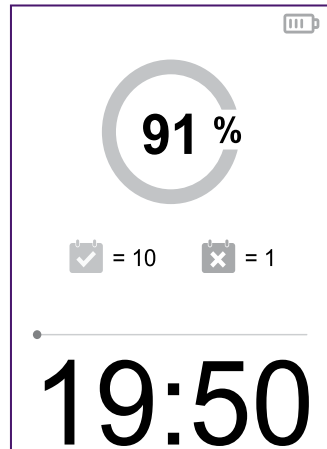 91 %
= 10 = 1
19:50